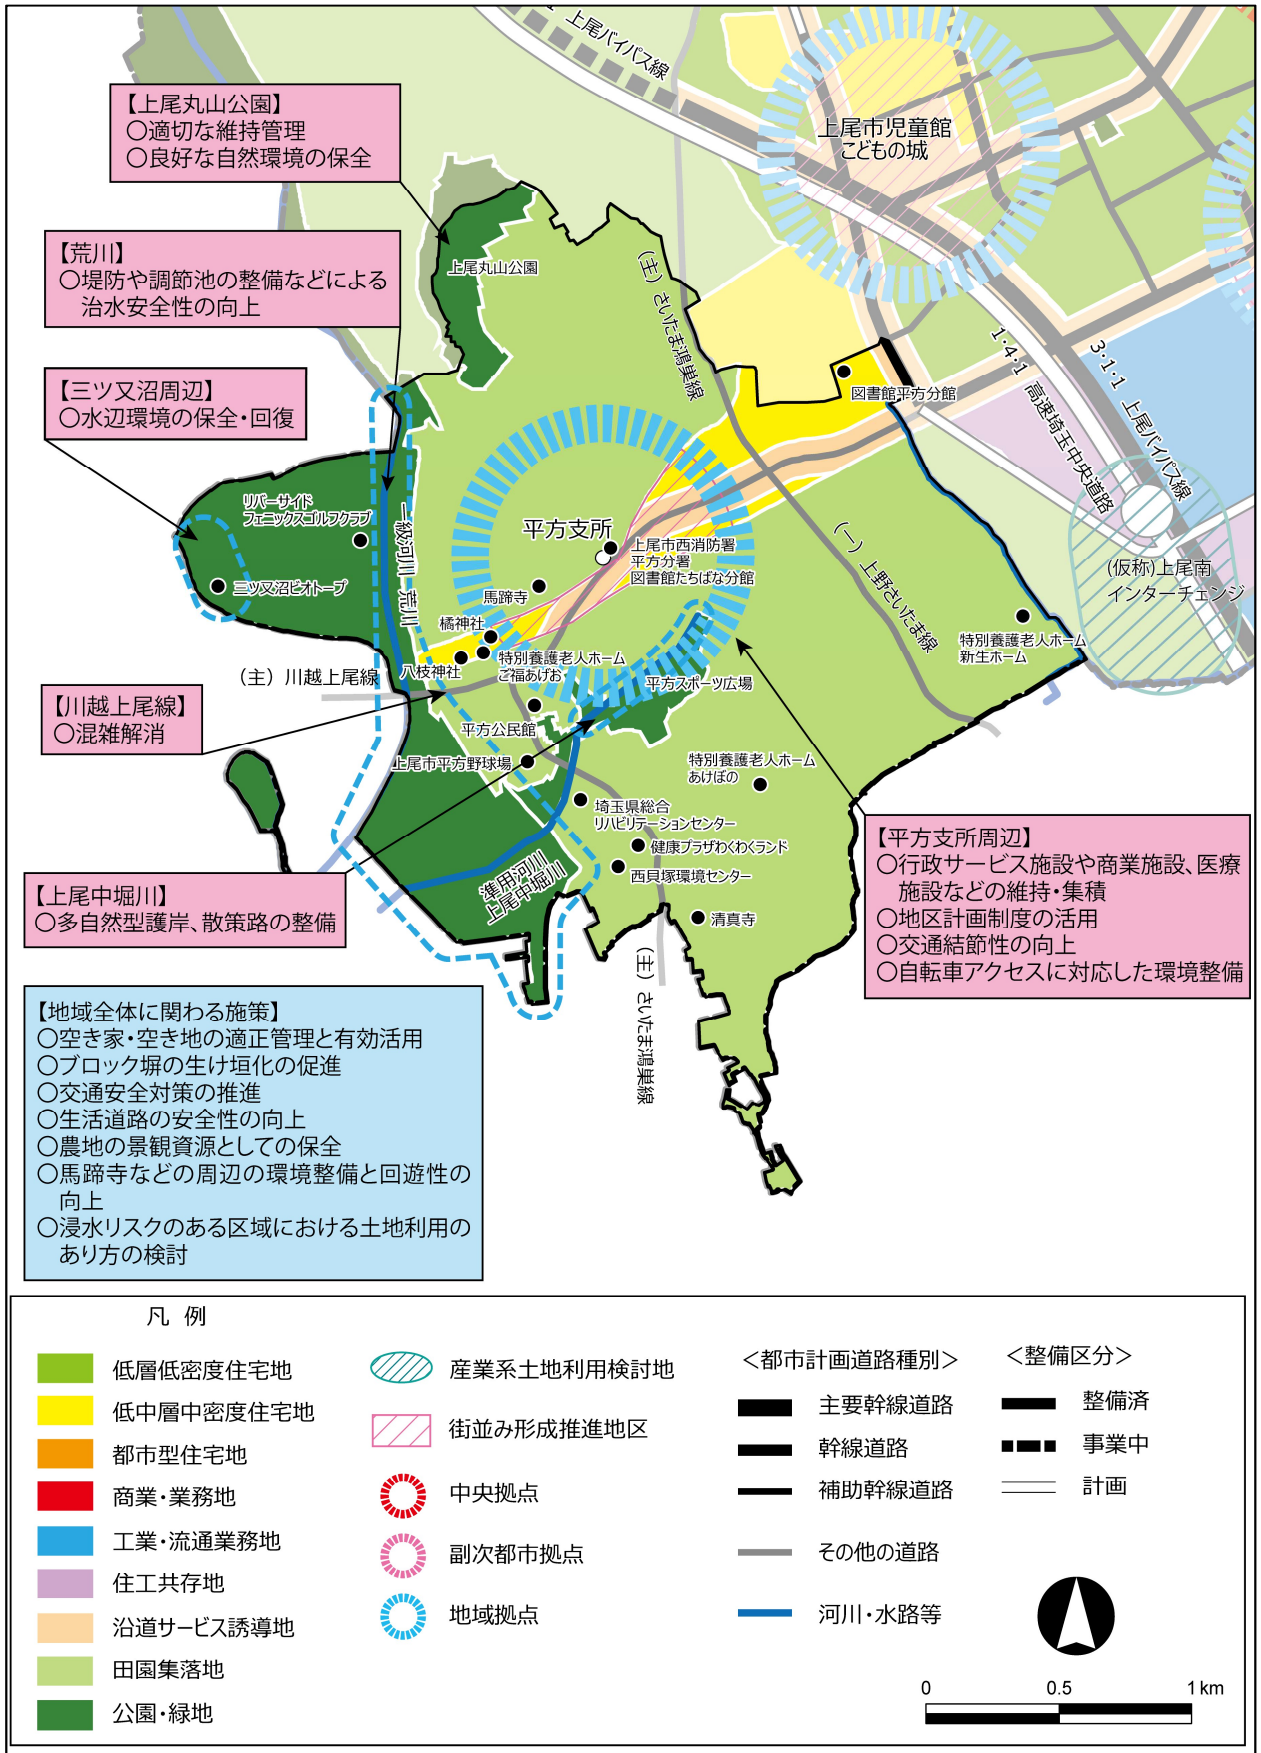 上尾バイパス線
【上尾丸山公園】
〇適切な維持管理
〇良好な自然環境の保全
上尾市児童館
こどもの城
【荒川】
〇堤防や調節池の整備などによる
治水安全性の向上
上尾丸山公園
(主)さいたま鴻巣線
【三ツ又沼周辺】
〇水辺環境の保全・回復
図書館平方分館
1・4・1 高速埼玉中央道路
3・1・1 上尾バイパス線
リバーサイド
フェニックスゴルフクラブ
一級河川 荒川
平方支所
上尾市西消防署
平方分署
図書館たちばな分館
(一)上野さいたま線
(仮称)上尾南
インターチェンジ
三ツ又沼ビオトープ
馬蹄寺
橘神社
八枝神社
特別養護老人ホーム
ご福あげお
特別養護老人ホーム
新生ホーム
(主)川越上尾線
平方スポーツ広場
【川越上尾線】
〇混雑解消
平方公民館
上尾市平方野球場
特別養護老人ホーム
あけぼの
埼玉県総合
リハビリテーションセンター
健康プラザわくわくランド
西貝塚環境センター
準用河川
上尾中堀川
清真寺
(主)さいたま鴻巣線
【上尾中堀川】
〇多自然型護岸、散策路の整備
【平方支所周辺】
〇行政サービス施設や商業施設、医療
施設などの維持・集積
〇地区計画制度の活用
〇交通結節性の向上
〇自転車アクセスに対応した環境整備
【地域全体に関わる施策】
〇空き家・空き地の適正管理と有効活用
〇ブロック塀の生け垣化の促進
〇交通安全対策の推進
〇生活道路の安全性の向上
〇農地の景観資源としての保全
〇馬蹄寺などの周辺の環境整備と回遊性の
向上
〇浸水リスクのある区域における土地利用の
あり方の検討
凡 例
低層低密度住宅地
低中層中密度住宅地
都市型住宅地
商業・業務地
工業・流通業務地
住工共存地
沿道サービス誘導地
田園集落地
公園・緑地
産業系土地利用検討地
街並み形成推進地区
中央拠点
副次都市拠点
地域拠点
＜都市計画道路種別＞
主要幹線道路
幹線道路
補助幹線道路
その他の道路
河川・水路等
＜整備区分＞
整備済
事業中
計画
0 0.5 1km